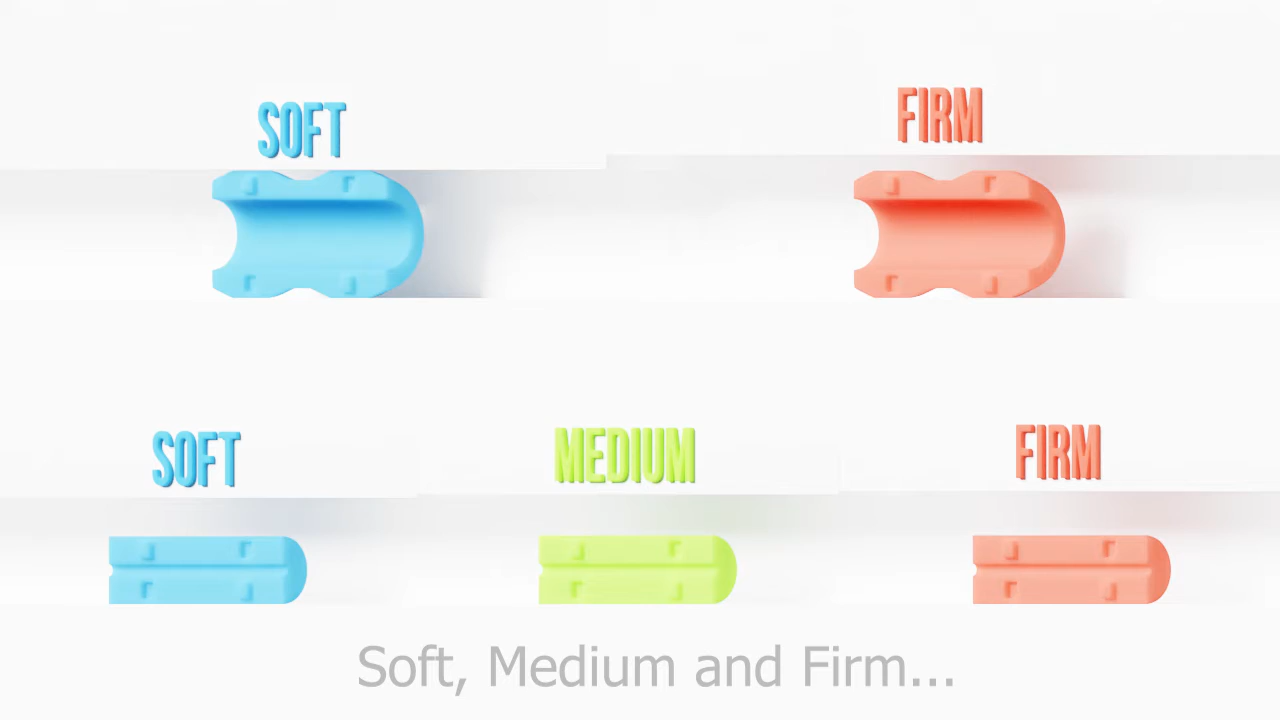 SOFT
FIRM
SOFT
MEDIUM
FIRM
Soft, Medium and Firm...